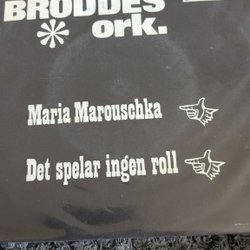 BRODDES
ork.
Maria Marouschka
Det spelar ingen roll